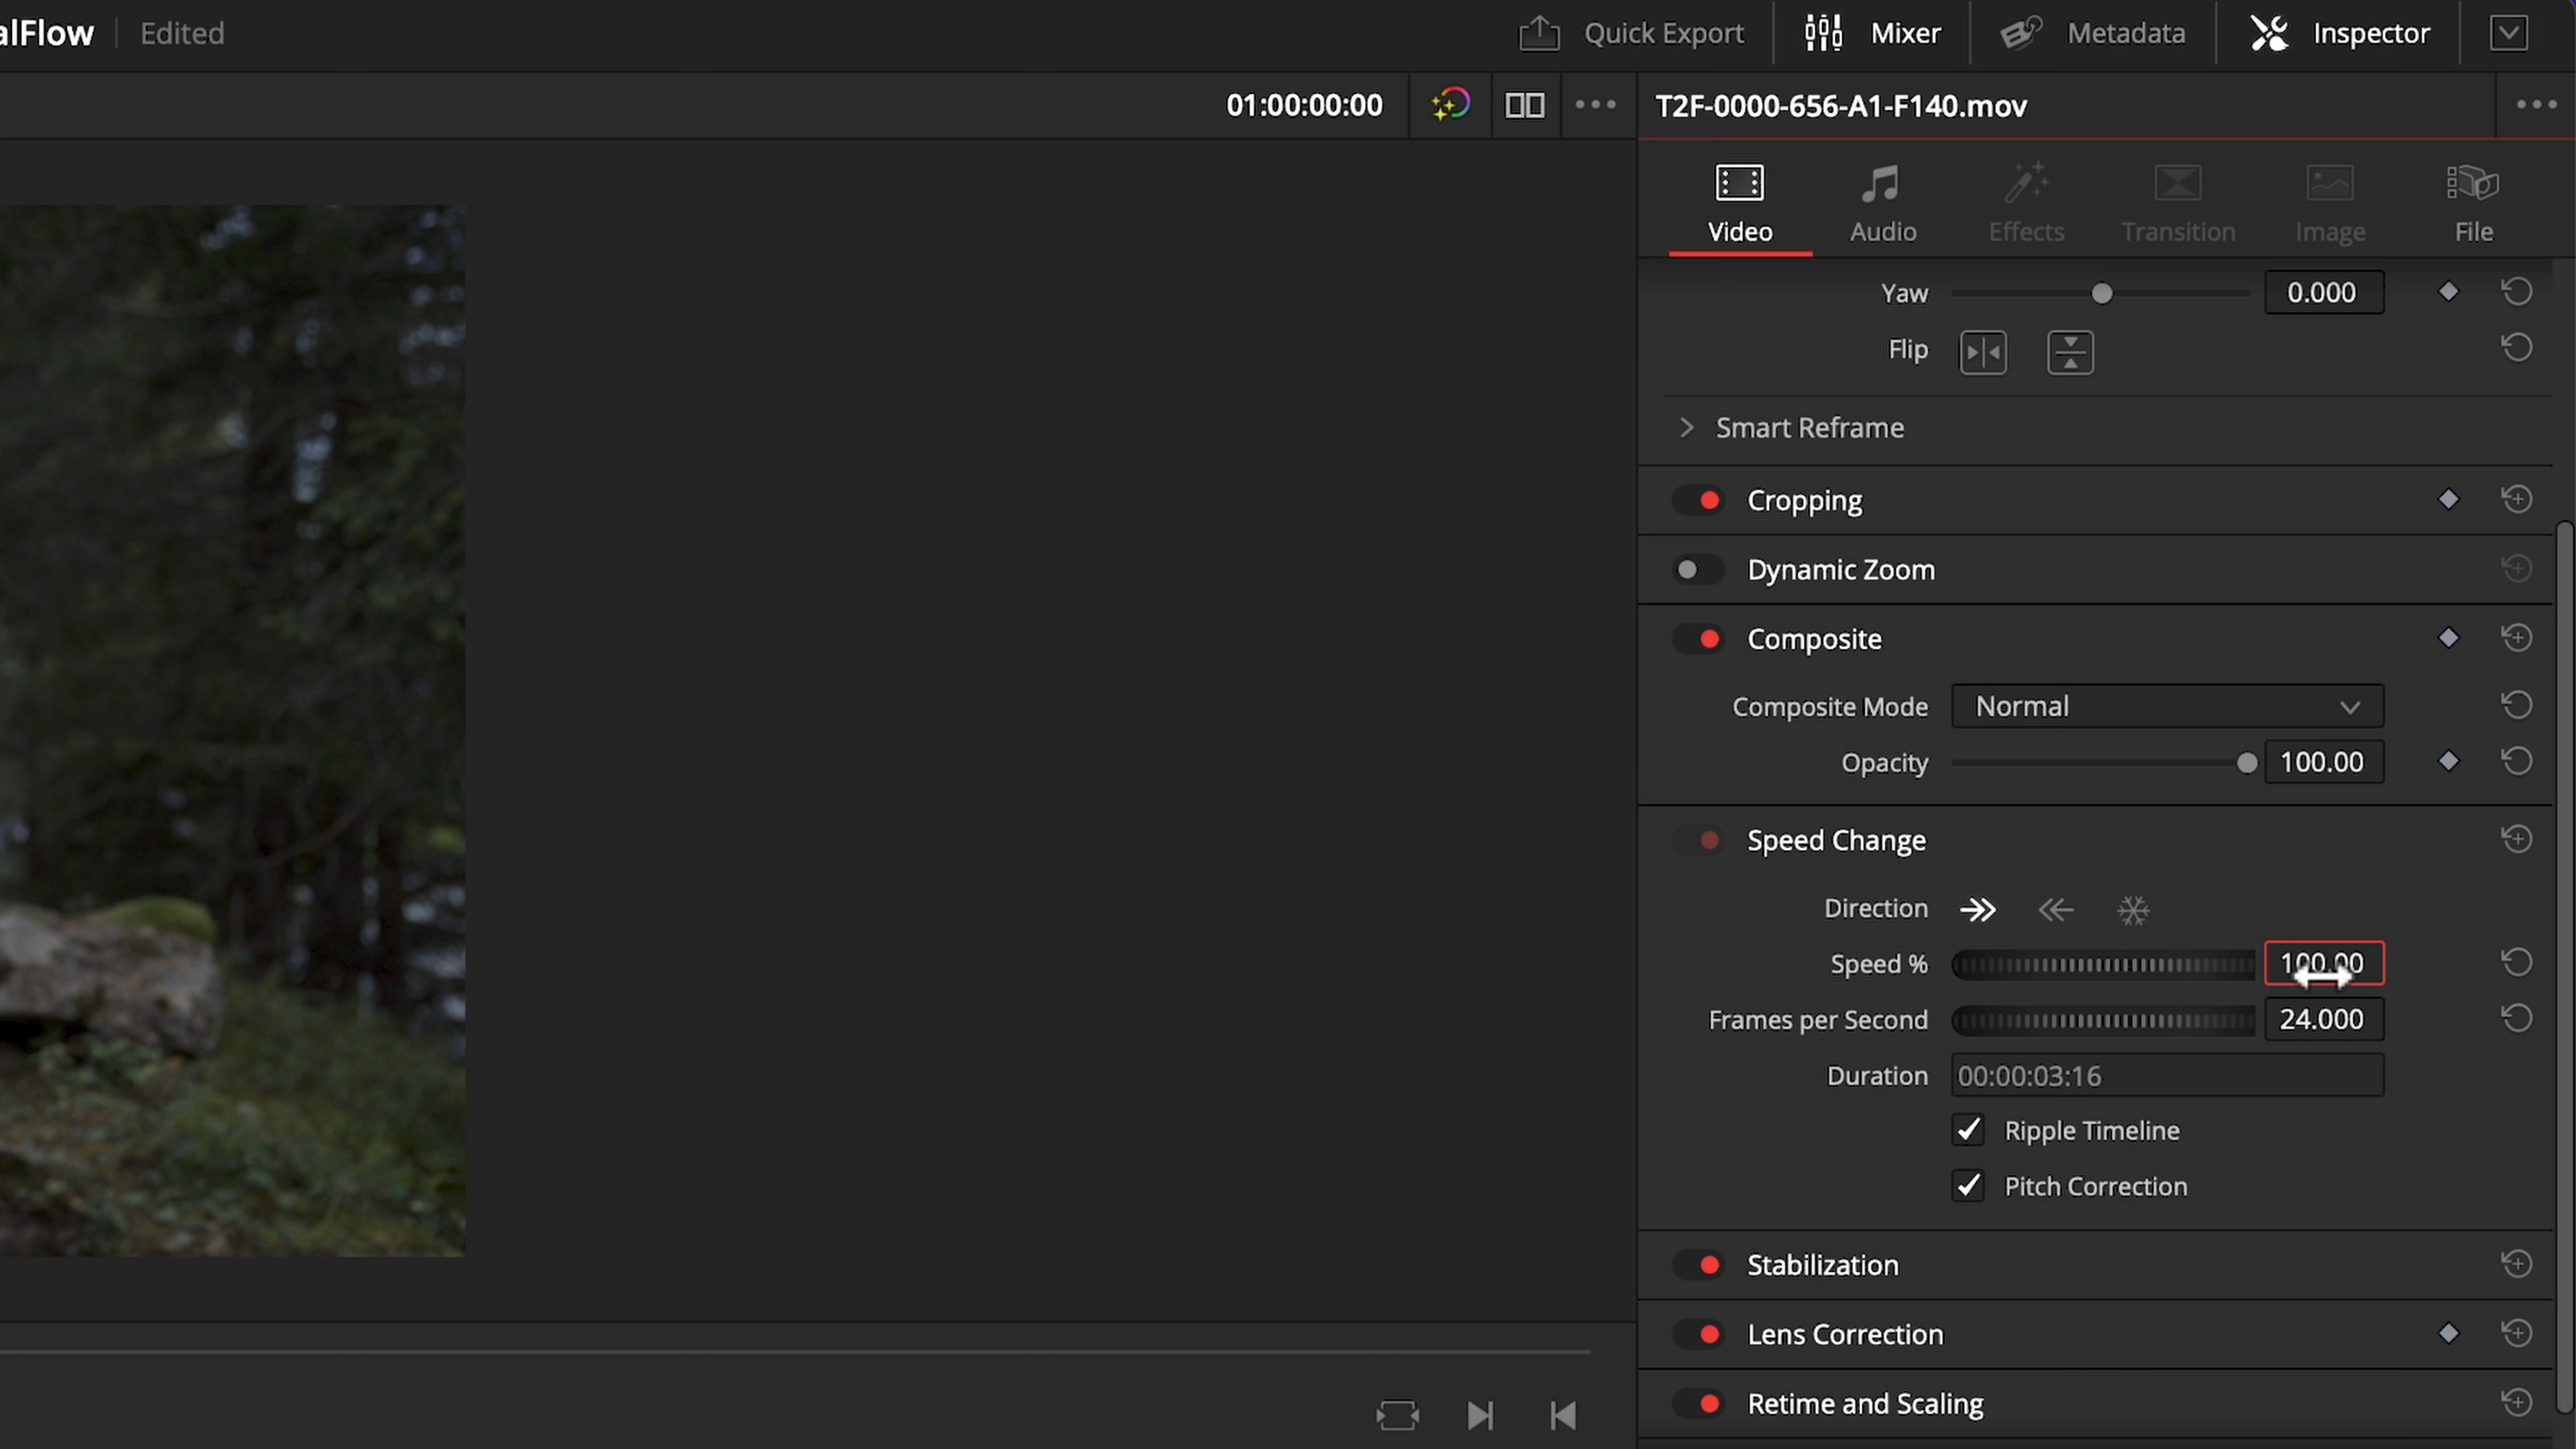 alFlow Edited Quick Export Mixer Metadata Inspector
01:00:00:00 T2F-0000-656-A1-F140.mov
Video Audio Effects Transition Image File
Yaw 0.000
Flip
Smart Reframe
Cropping
Dynamic Zoom
Composite
Composite Mode Normal
Opacity 100.00
Speed Change
Direction
Speed % 100.00
Frames per Second 24.000
Duration 00:00:03:16
Ripple Timeline
Pitch Correction
Stabilization
Lens Correction
Retime and Scaling